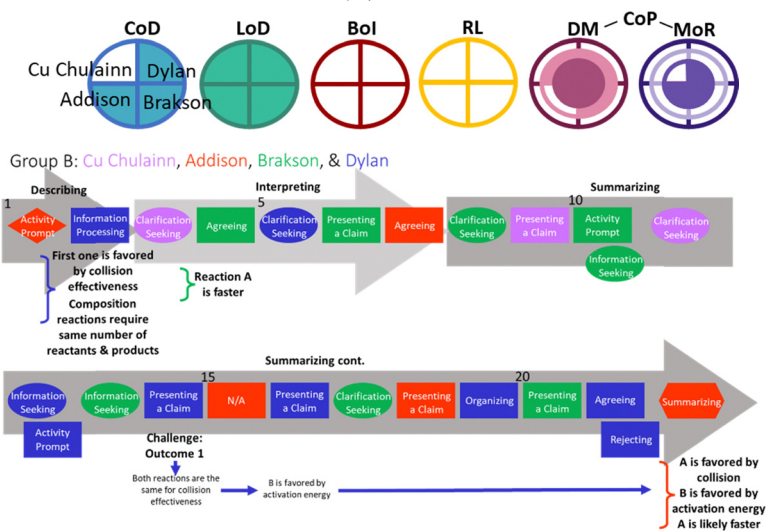 CoD
LoD
BoI
RL
DM
CoP
MoR
Cu Chulainn
Dylan
Addison
Brakson
Group B: Cu Chulainn, Addison, Brakson, & Dylan
Describing
Interpreting
Summarizing
1
5
10
Activity
Prompt
Information
Processing
Clarification
Seeking
Agreeing
Clarification
Seeking
Presenting
a Claim
Agreeing
Clarification
Seeking
Presenting
a Claim
Activity
Prompt
Information
Seeking
Clarification
Seeking
First one is favored
by collision
effectiveness
Composition
reactions require
same number of
reactants & products
Reaction A
is faster
Summarizing cont.
15
20
Information
Seeking
Activity
Prompt
Information
Seeking
Presenting
a Claim
N/A
Presenting
a Claim
Clarification
Seeking
Presenting
a Claim
Organizing
Presenting
a Claim
Agreeing
Rejecting
Summarizing
Challenge:
Outcome 1
Both reactions are the
same for collision
effectiveness
B is favored by
activation energy
A is favored by
collision
B is favored by
activation energy
A is likely faster